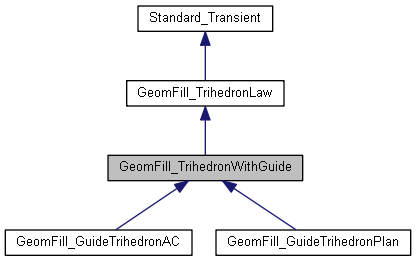 Standard_Transient
GeomFill_TrihedronLaw
GeomFill_TrihedronWithGuide
GeomFill_GuideTrihedronAC
GeomFill_GuideTrihedronPlan